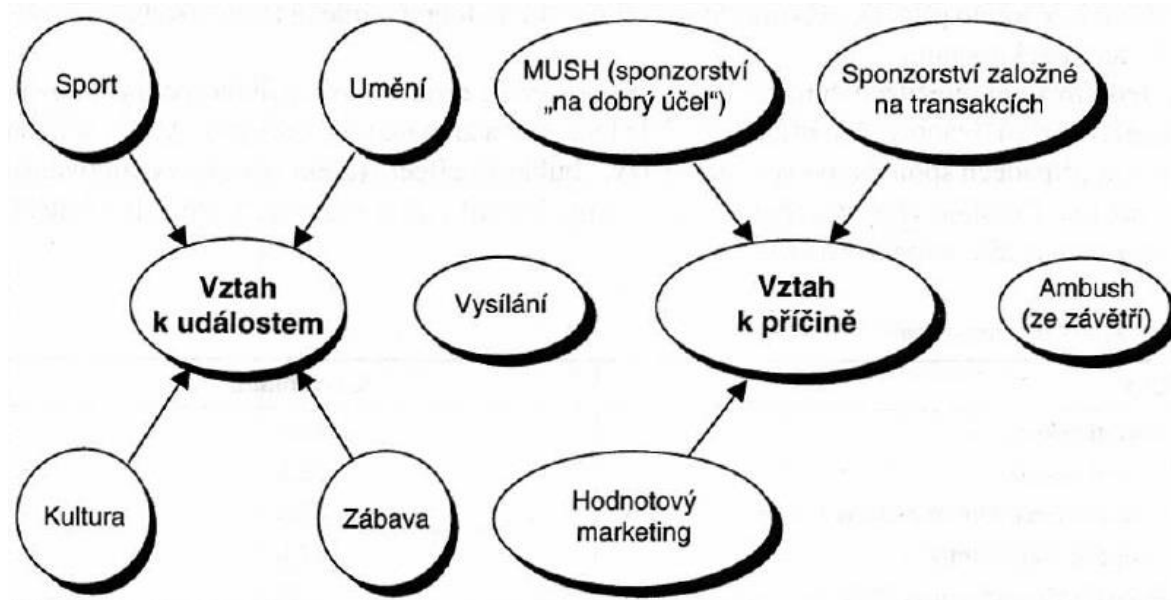 Sport
Umění
MUSH (sponzorství
„na dobrý účel“)
Sponzorství založné
na transakcích
Vztah
k událostem
Vysílání
Vztah
k příčině
Ambush
(ze závětří)
Kultura
Zábava
Hodnotový
marketing